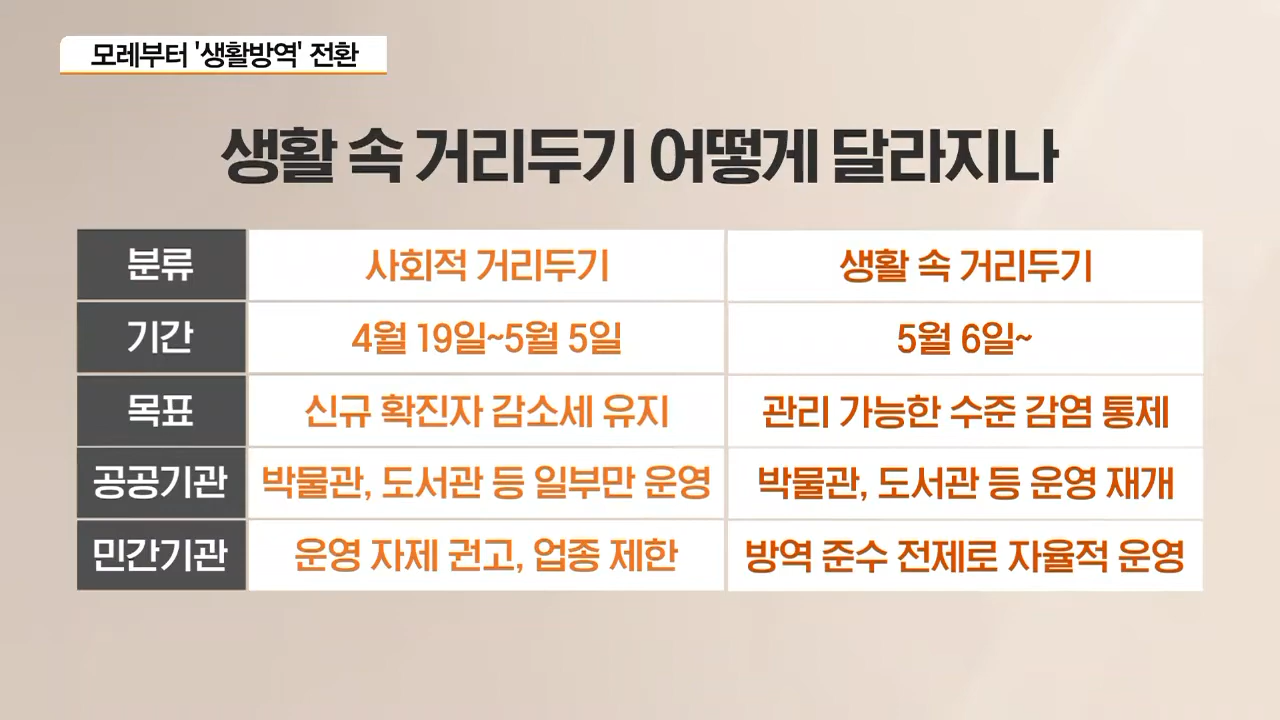 모레부터 '생활방역' 전환
생활 속 거리두기 어떻게 달라지나
분류 사회적 거리두기 생활 속 거리두기
기간 4월 19일~5월 5일 5월 6일~
목표 신규 확진자 감소세 유지 관리 가능한 수준 감염 통제
공공기관 박물관, 도서관 등 일부만 운영 박물관, 도서관 등 운영 재개
민간기관 운영 자제 권고, 업종 제한 방역 준수 전제로 자율적 운영